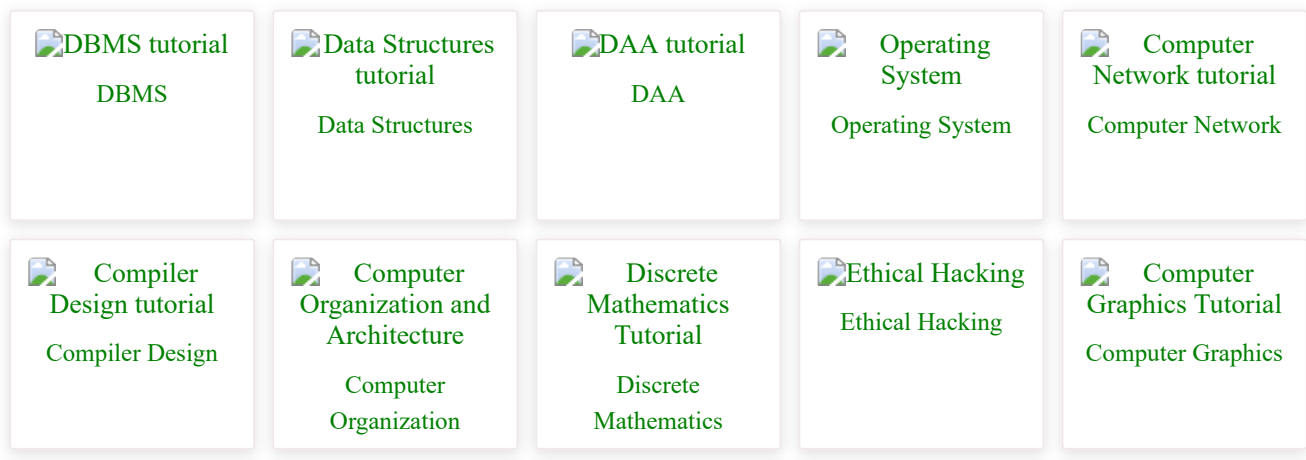 DBMS tutorial
DBMS
Data Structures
tutorial
Data Structures
DAA tutorial
DAA
Operating
System
Operating System
Computer
Network tutorial
Computer Network
Compiler
Design tutorial
Compiler Design
Computer
Organization and
Architecture
Computer
Organization
Discrete
Mathematics
Tutorial
Discrete
Mathematics
Ethical Hacking
Ethical Hacking
Computer
Graphics Tutorial
Computer Graphics